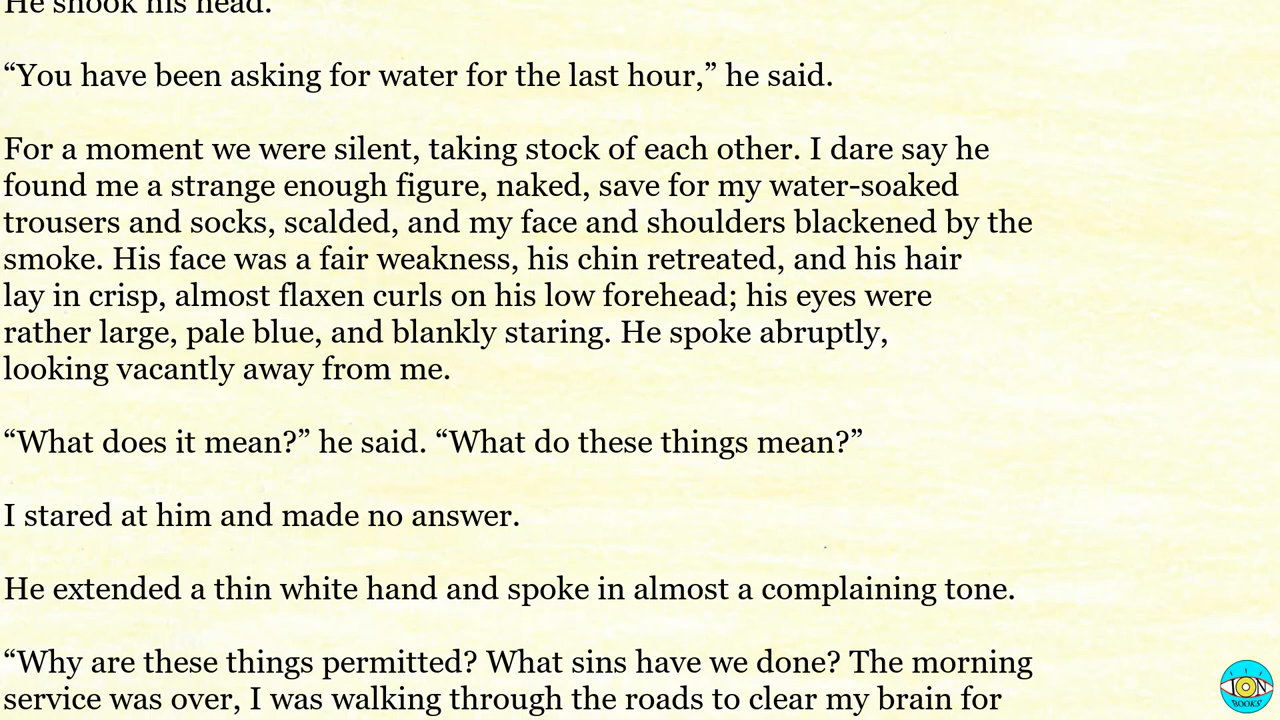 He shook his head.
“You have been asking for water for the last hour,” he said.
For a moment we were silent, taking stock of each other. I dare say he
found me a strange enough figure, naked, save for my water-soaked
trousers and socks, scalded, and my face and shoulders blackened by the
smoke. His face was a fair weakness, his chin retreated, and his hair
lay in crisp, almost flaxen curls on his low forehead; his eyes were
rather large, pale blue, and blankly staring. He spoke abruptly,
looking vacantly away from me.
“What does it mean?” he said. “What do these things mean?”
I stared at him and made no answer.
He extended a thin white hand and spoke in almost a complaining tone.
“Why are these things permitted? What sins have we done? The morning
service was over, I was walking through the roads to clear my brain for
ION
BOOKS